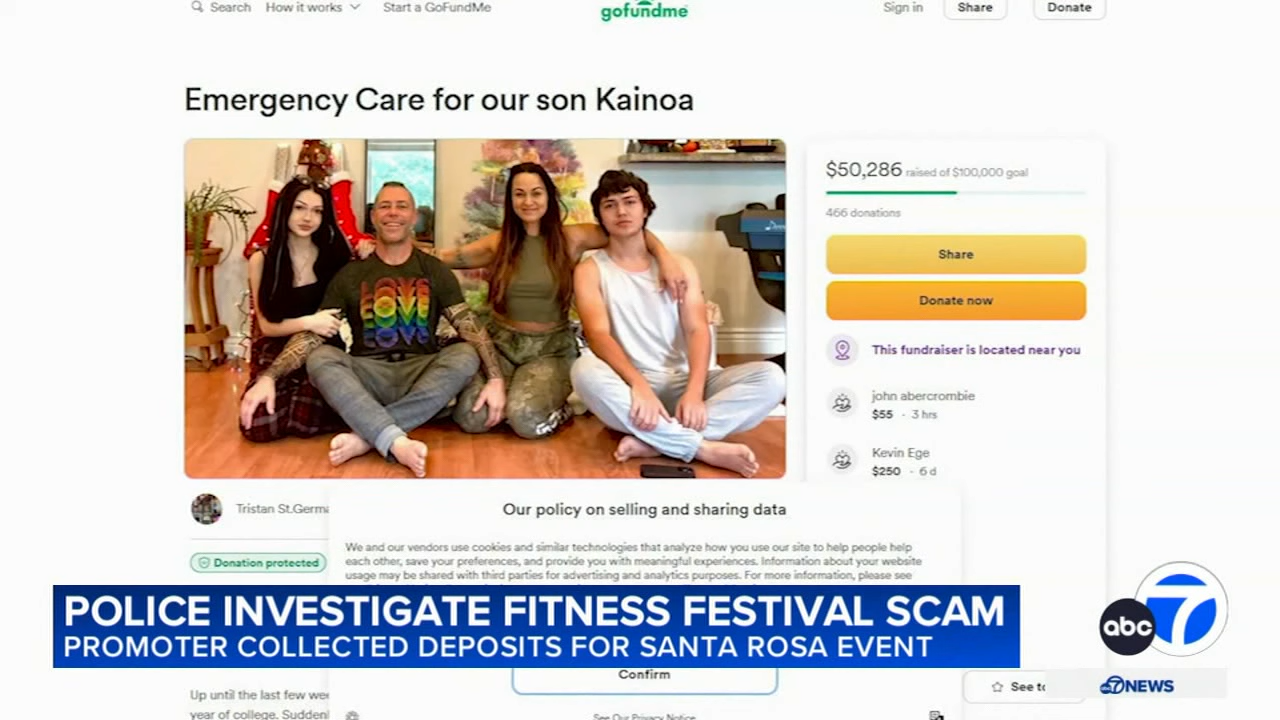 Search How it works Start a GoFundMe
gofundme
Sign in Share Donate
Emergency Care for our son Kainoa
LOVE
LOVE
LOVE
LOVE
$50,286 raised of $100,000 goal
466 donations
Share
Donate now
This fundraiser is located near you
john abercrombie
$55 · 3 hrs
Kevin Ege
$250 · 6 d
Tristan St.Germa
Donation protected
Our policy on selling and sharing data
We and our vendors use cookies and similar technologies that analyze how you use our site to help people help
each other, save your preferences, and provide you with meaningful experiences. Information about your website
usage may be shared with third parties for advertising and analytics purposes. For more information, please see
POLICE INVESTIGATE FITNESS FESTIVAL SCAM
PROMOTER COLLECTED DEPOSITS FOR SANTA ROSA EVENT
abc 7
Confirm
See to
abc7NEWS
Up until the last few wee
year of college. Suddenl
See Our Privacy Notice